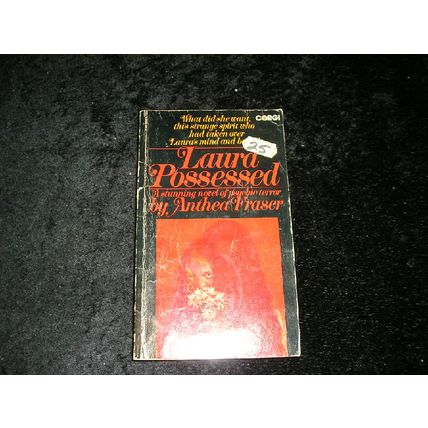 What did she want,
CORGI
this strange spirit who
had taken over
Laura's mind and
25
Laura
Possessed
A stunning novel of psychic terror
by Anthea Fraser